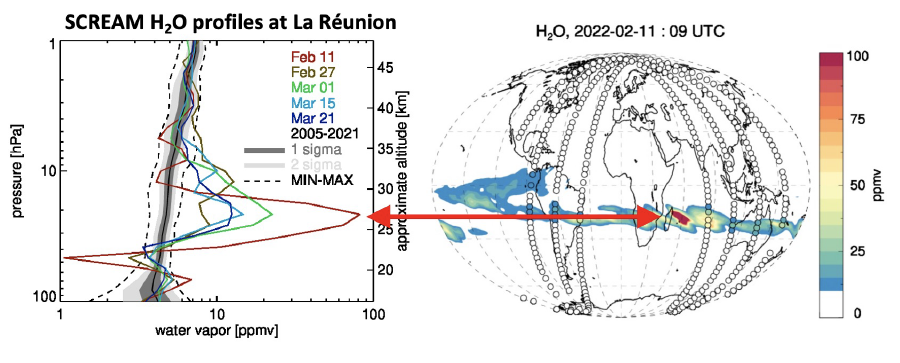 SCREAM H₂O profiles at La Réunion
1
10
100
pressure [hPa]
1
10
100
water vapor [ppmv]
Feb 11
Feb 27
Mar 01
Mar 15
Mar 21
2005-2021
1 sigma
2 sigma
MIN-MAX
45
40
35
30
25
20
approximate altitude [km]
H₂O, 2022-02-11 : 09 UTC
100
75
50
25
0
ppmv